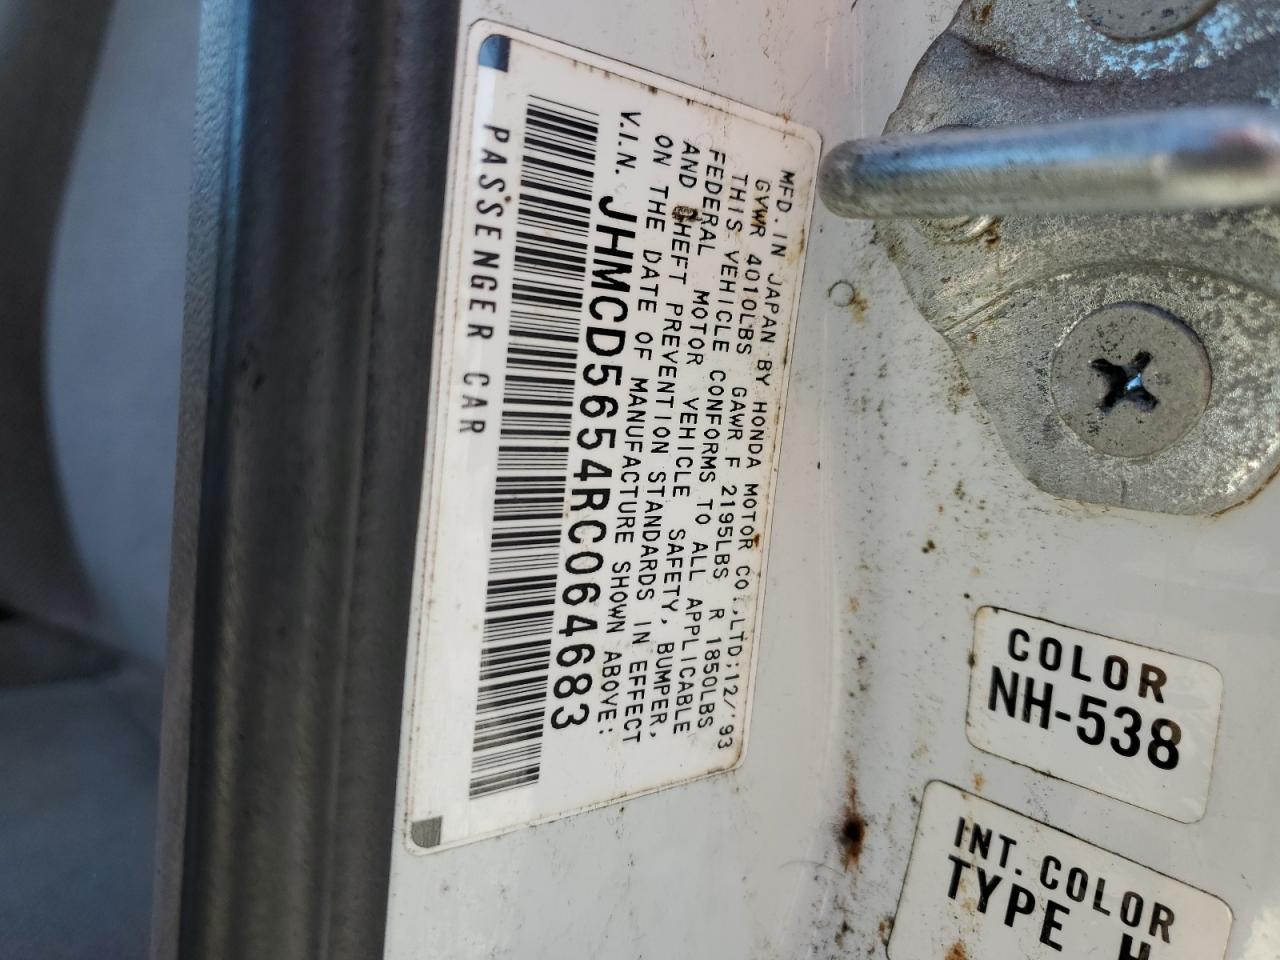 MFD.IN JAPAN BY HONDA MOTOR CO.,LTD;12/'93
GVWR 4010LBS GAWR F 2195LBS R 1850LBS
THIS VEHICLE CONFORMS TO ALL APPLICABLE
FEDERAL MOTOR VEHICLE SAFETY, BUMPER,
AND THEFT PREVENTION STANDARDS IN EFFECT
ON THE DATE OF MANUFACTURE SHOWN ABOVE:
V.I.N. JHMCD5654RC064683
PASSENGER CAR
COLOR
NH-538
INT. COLOR
TYPE H